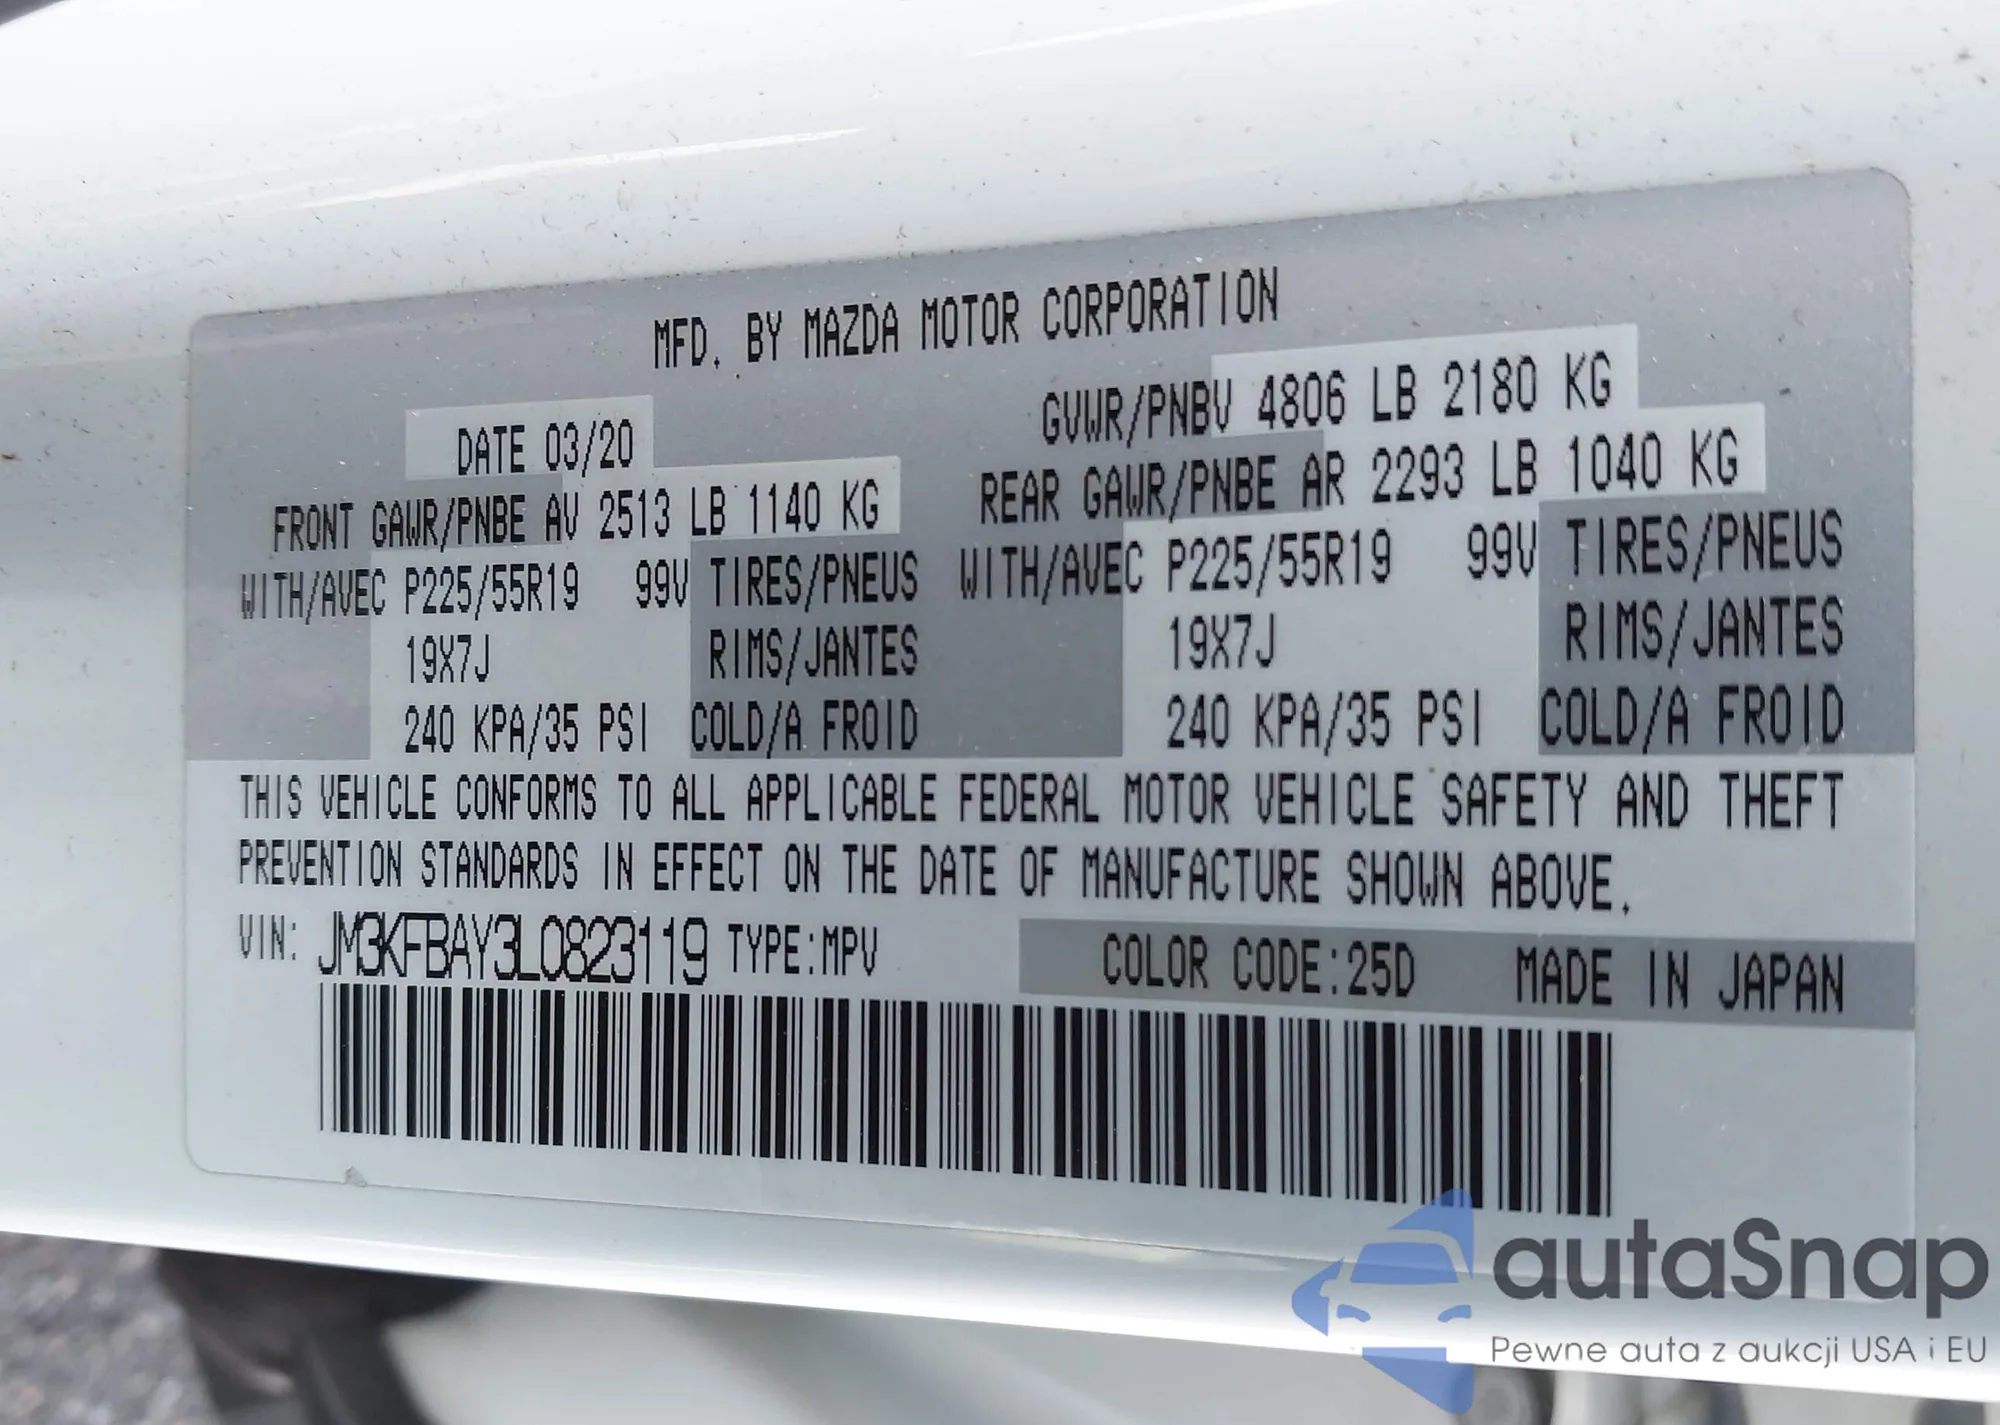 MFD. BY MAZDA MOTOR CORPORATION
DATE 03/20 GVWR/PNBV 4806 LB 2180 KG
FRONT GAWR/PNBE AV 2513 LB 1140 KG REAR GAWR/PNBE AR 2293 LB 1040 KG
WITH/AVEC P225/55R19 99V TIRES/PNEUS WITH/AVEC P225/55R19 99V TIRES/PNEUS
19X7J RIMS/JANTES 19X7J RIMS/JANTES
240 KPA/35 PSI COLD/A FROID 240 KPA/35 PSI COLD/A FROID
THIS VEHICLE CONFORMS TO ALL APPLICABLE FEDERAL MOTOR VEHICLE SAFETY AND THEFT
PREVENTION STANDARDS IN EFFECT ON THE DATE OF MANUFACTURE SHOWN ABOVE.
VIN: JM3KFBAY3L0823119 TYPE:MPV COLOR CODE:25D MADE IN JAPAN
autaSnap
Pewne auta z aukcji USA i EU